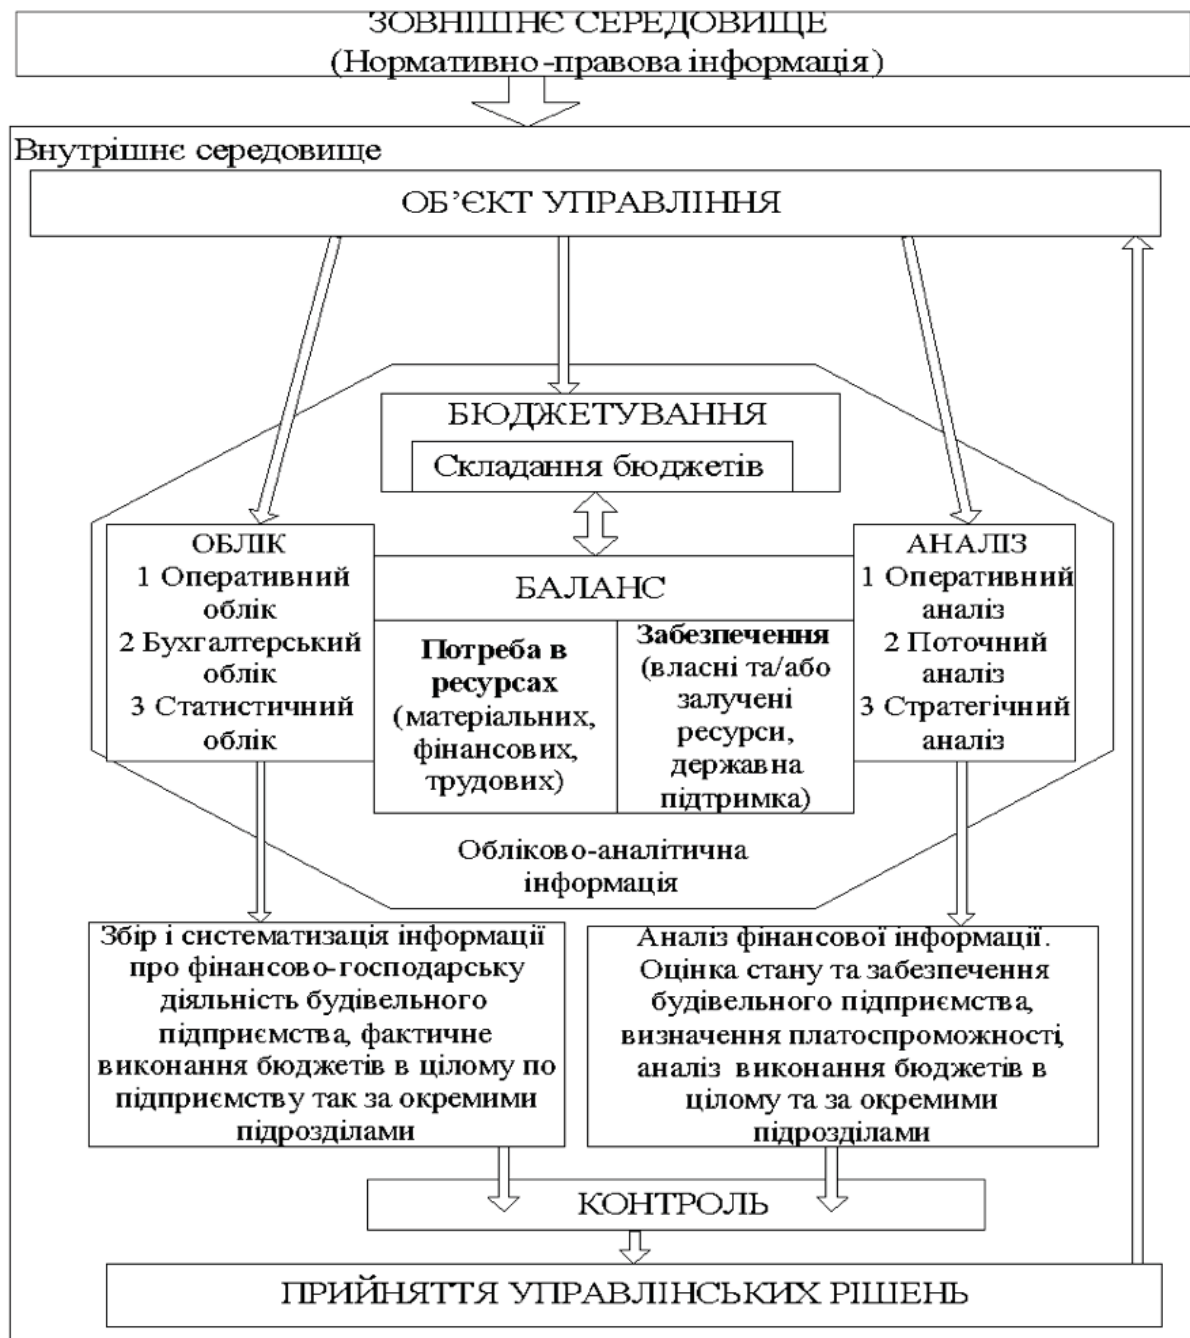 ЗОВНІШНЄ СЕРЕДОВИЩЕ
(Нормативно-правова інформація)
Внутрішнє середовище
ОБ’ЄКТ УПРАВЛІННЯ
БЮДЖЕТУВАННЯ
Складання бюджетів
ОБЛІК
1 Оперативний
облік
2 Бухгалтерський
облік
3 Статистичний
облік
БАЛАНС
Потреба в
ресурсах
(матеріальних,
фінансових,
трудових)
Забезпечення
(власні та/або
залучені
ресурси,
державна
підтримка)
АНАЛІЗ
1 Оперативний
аналіз
2 Поточний
аналіз
3 Стратегічний
аналіз
Обліково-аналітична
інформація
Збір і систематизація інформації
про фінансово-господарську
діяльність будівельного
підприємства, фактичне
виконання бюджетів в цілому по
підприємству так за окремими
підрозділами
Аналіз фінансової інформації.
Оцінка стану та забезпечення
будівельного підприємства,
визначення платоспроможності,
аналіз виконання бюджетів в
цілому та за окремими
підрозділами
КОНТРОЛЬ
ПРИЙНЯТТЯ УПРАВЛІНСЬКИХ РІШЕНЬ